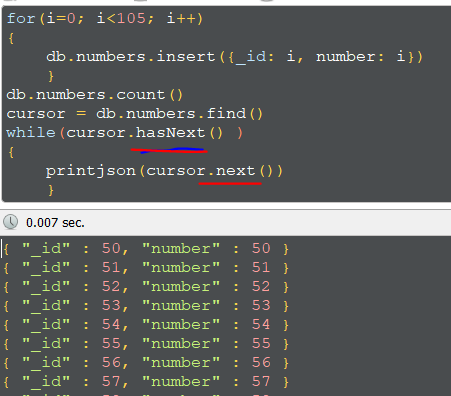 for(i=0; i<105; i++)
{
    db.numbers.insert({_id: i, number: i})
    }
db.numbers.count()
cursor = db.numbers.find()
while(cursor.hasNext() )
{
    printjson(cursor.next())
    }
0.007 sec.
{ "_id" : 50, "number" : 50 }
{ "_id" : 51, "number" : 51 }
{ "_id" : 52, "number" : 52 }
{ "_id" : 53, "number" : 53 }
{ "_id" : 54, "number" : 54 }
{ "_id" : 55, "number" : 55 }
{ "_id" : 56, "number" : 56 }
{ "_id" : 57, "number" : 57 }